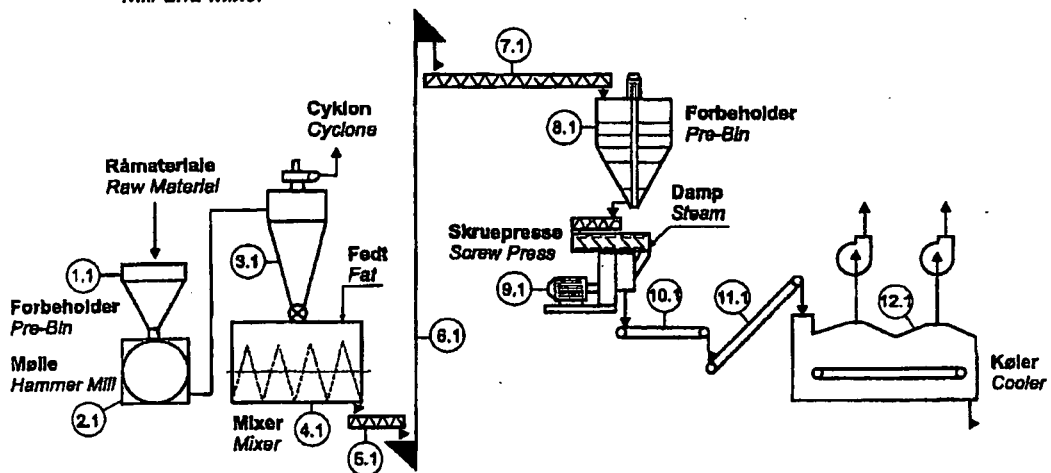 Mill and Mixer
7.1
Cyklon
Cyclone
8.1
Forbeholder
Pre-Bin
Råmateriale
Raw Material
Damp
Steam
Skruepresse
Screw Press
3.1
Fedt
Fat
1.1
9.1
10.1
11.1
12.1
Forbeholder
Pre-Bin
6.1
Mølle
Hammer Mill
Køler
Cooler
2.1
Mixer
Mixer
4.1
5.1